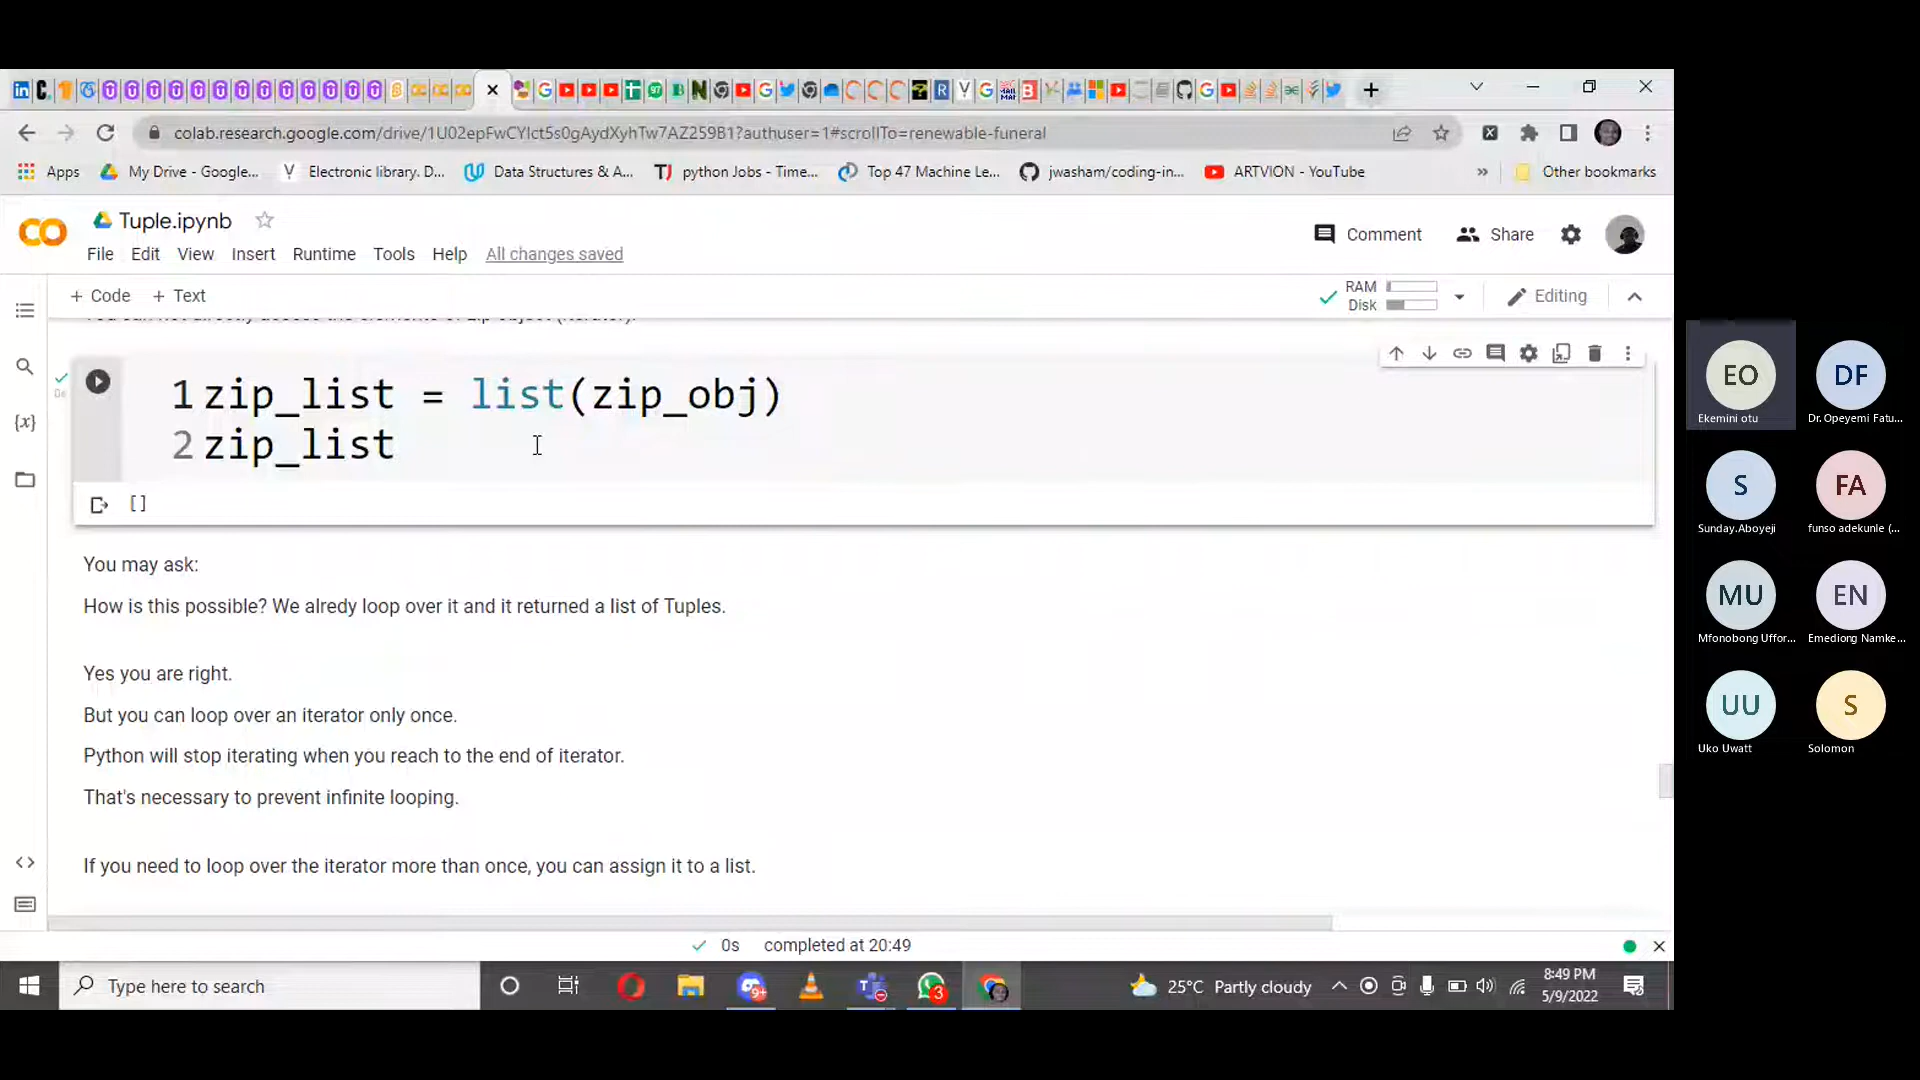 colab.research.google.com/drive/1U02epFwCYIct5s0gAydXyhTw7AZ259B1?authuser=1#scrollTo=renewable-funeral
Apps
My Drive - Google...
Electronic library. D...
Data Structures & A...
python Jobs - Time...
Top 47 Machine Le...
jwasham/coding-in...
ARTVION - YouTube
»
Other bookmarks
Tuple.ipynb
File Edit View Insert Runtime Tools Help All changes saved
Comment
Share
+ Code + Text
RAM
Disk
Editing
1 zip_list = list(zip_obj)
2 zip_list
[]
You may ask:
How is this possible? We alredy loop over it and it returned a list of Tuples.
Yes you are right.
But you can loop over an iterator only once.
Python will stop iterating when you reach to the end of iterator.
That's necessary to prevent infinite looping.
If you need to loop over the iterator more than once, you can assign it to a list.
0s completed at 20:49
Type here to search
25°C Partly cloudy
8:49 PM
5/9/2022
EO
Ekemini otu
DF
Dr. Opeyemi Fatu...
S
Sunday.Aboyeji
FA
funso adekunle (...
MU
Mfonobong Uffor...
EN
Emediong Namke...
UU
Uko Uwatt
S
Solomon